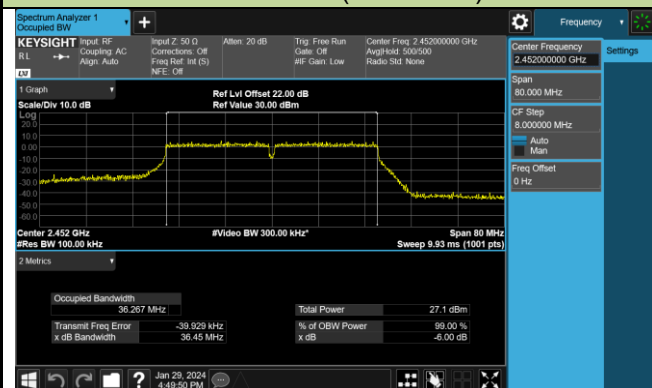 Spectrum Analyzer 1
Occupied BW
Frequency
KEYSIGHT
Input: RF
Coupling: AC
Align: Auto
RL
LXI
Input Z: 50 Ω
Corrections: Off
Freq Ref: Int (S)
NFE: Off
Atten: 20 dB
Trig: Free Run
Gate: Off
#IF Gain: Low
Center Freq: 2.452000000 GHz
Avg|Hold: 500/500
Radio Std: None
1 Graph
Scale/Div 10.0 dB
Ref Lvl Offset 22.00 dB
Ref Value 30.00 dBm
Log
20.0
10.0
0.00
-10.0
-20.0
-30.0
-40.0
-50.0
-60.0
Center 2.452 GHz
#Video BW 300.00 kHz*
Span 80 MHz
#Res BW 100.00 kHz
Sweep 9.93 ms (1001 pts)
2 Metrics
Occupied Bandwidth
36.267 MHz
Transmit Freq Error -39.929 kHz
x dB Bandwidth 36.45 MHz
Total Power 27.1 dBm
% of OBW Power 99.00 %
x dB -6.00 dB
Jan 29, 2024
4:49:50 PM
Center Frequency
2.452000000 GHz
Settings
Span
80.000 MHz
CF Step
8.000000 MHz
Auto
Man
Freq Offset
0 Hz